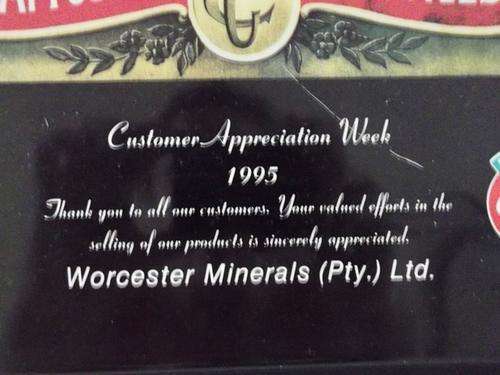 Customer Appreciation Week
1995
Thank you to all our customers. Your valued efforts in the
selling of our products is sincerely appreciated.
Worcester Minerals (Pty.) Ltd.